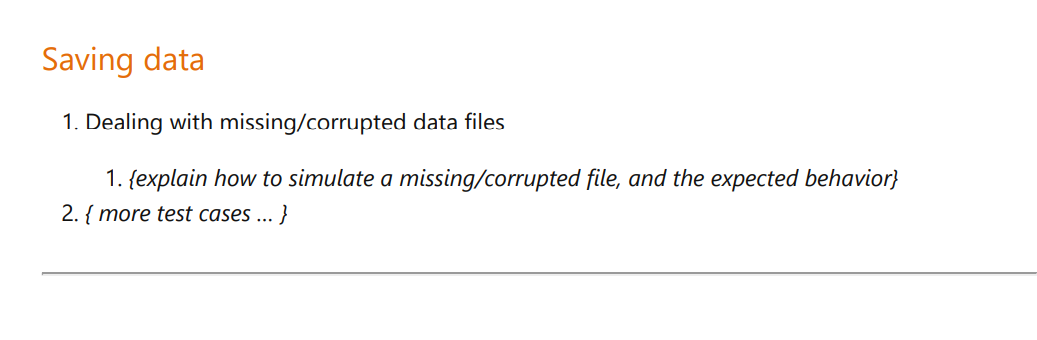 Saving data
1. Dealing with missing/corrupted data files
1. {explain how to simulate a missing/corrupted file, and the expected behavior}
2. { more test cases … }